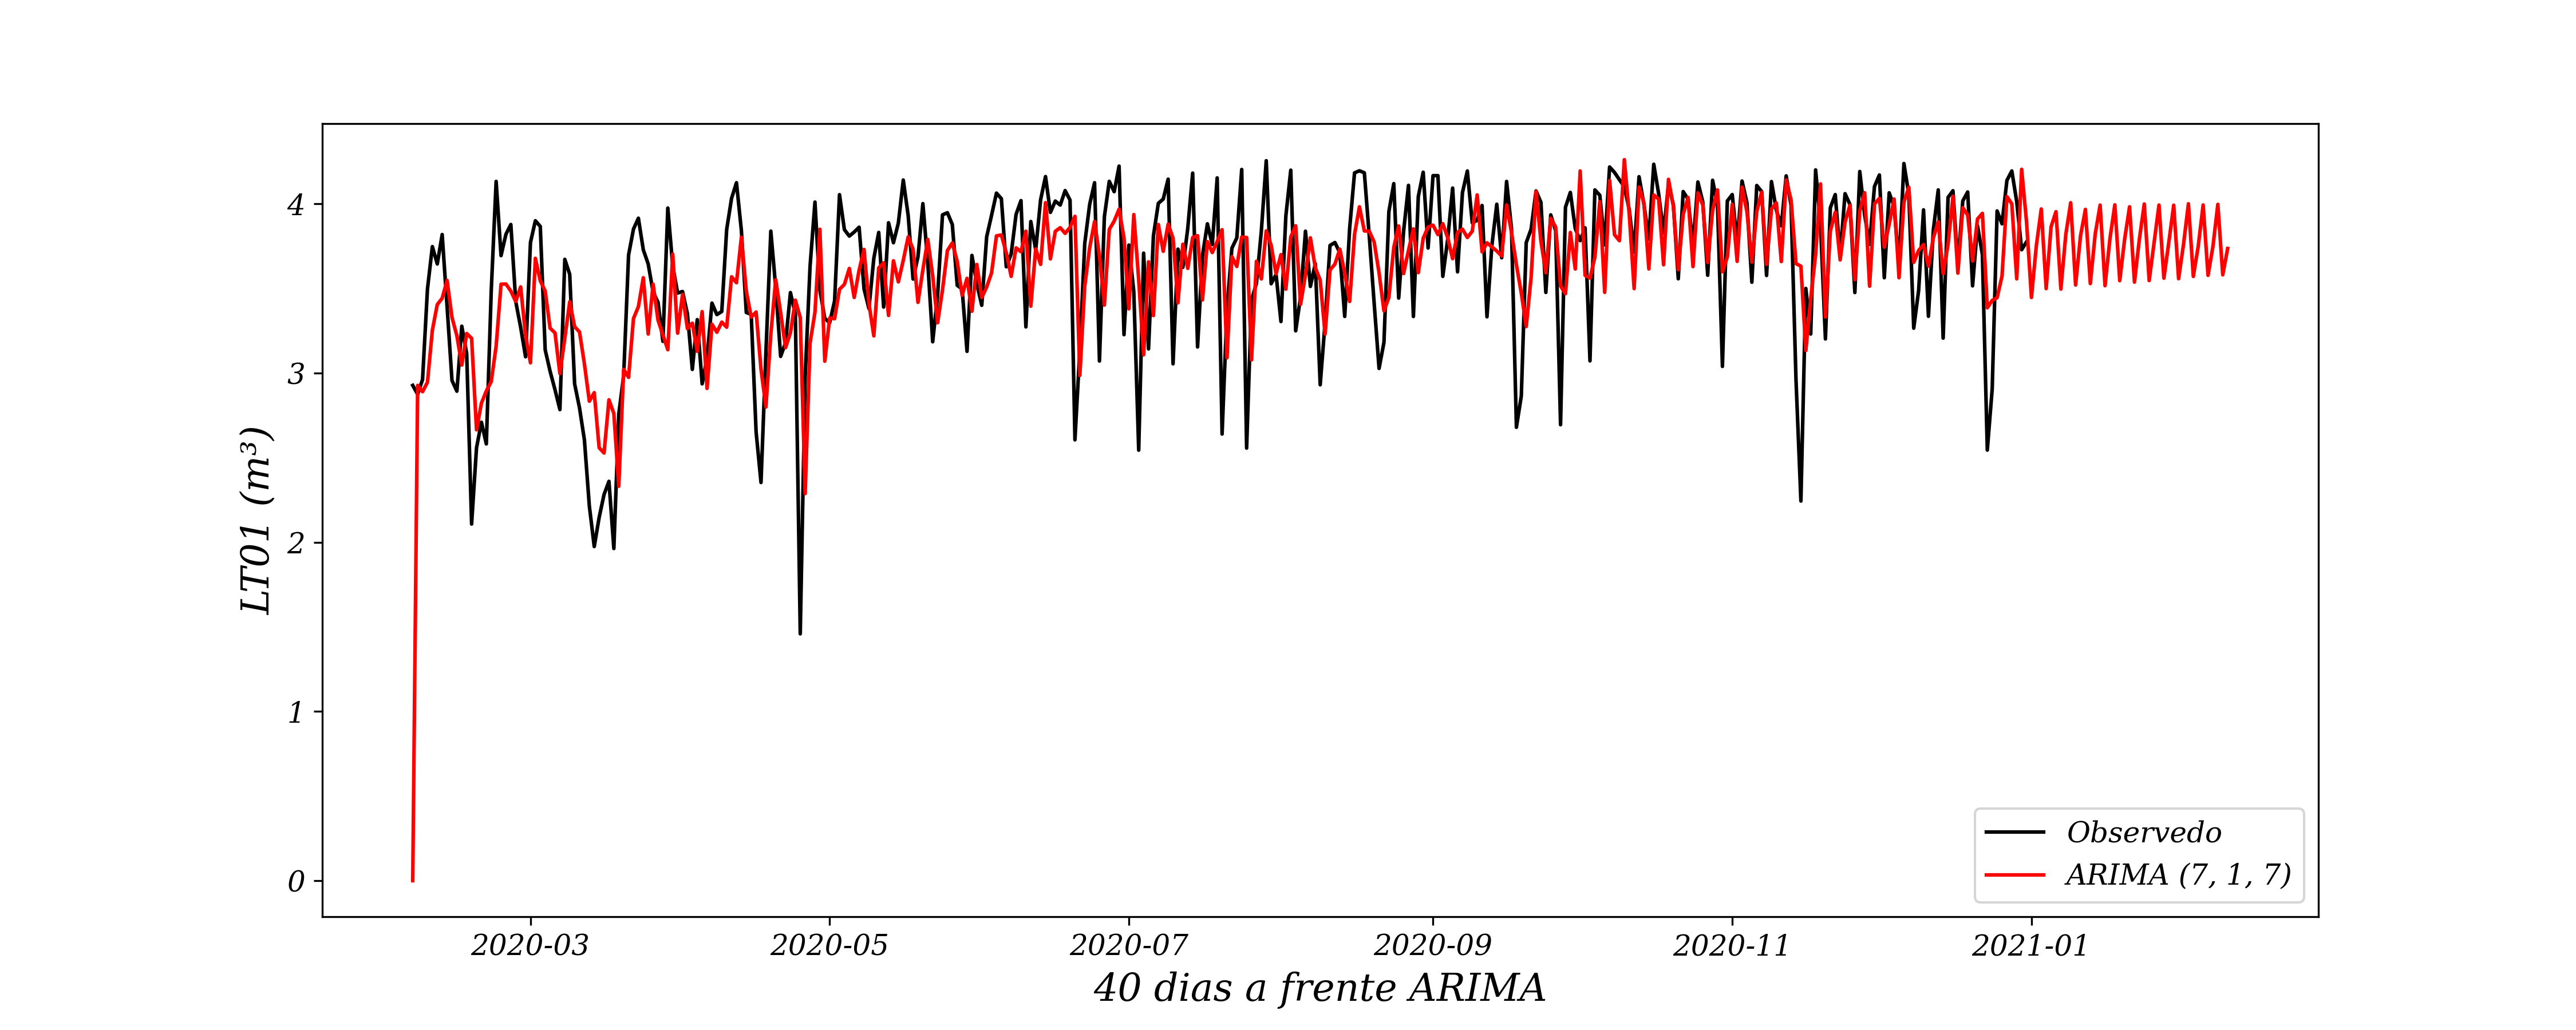 LT01 (m³)
4
3
2
1
0
2020-03 2020-05 2020-07 2020-09 2020-11 2021-01
40 dias a frente ARIMA
Observedo
ARIMA (7, 1, 7)